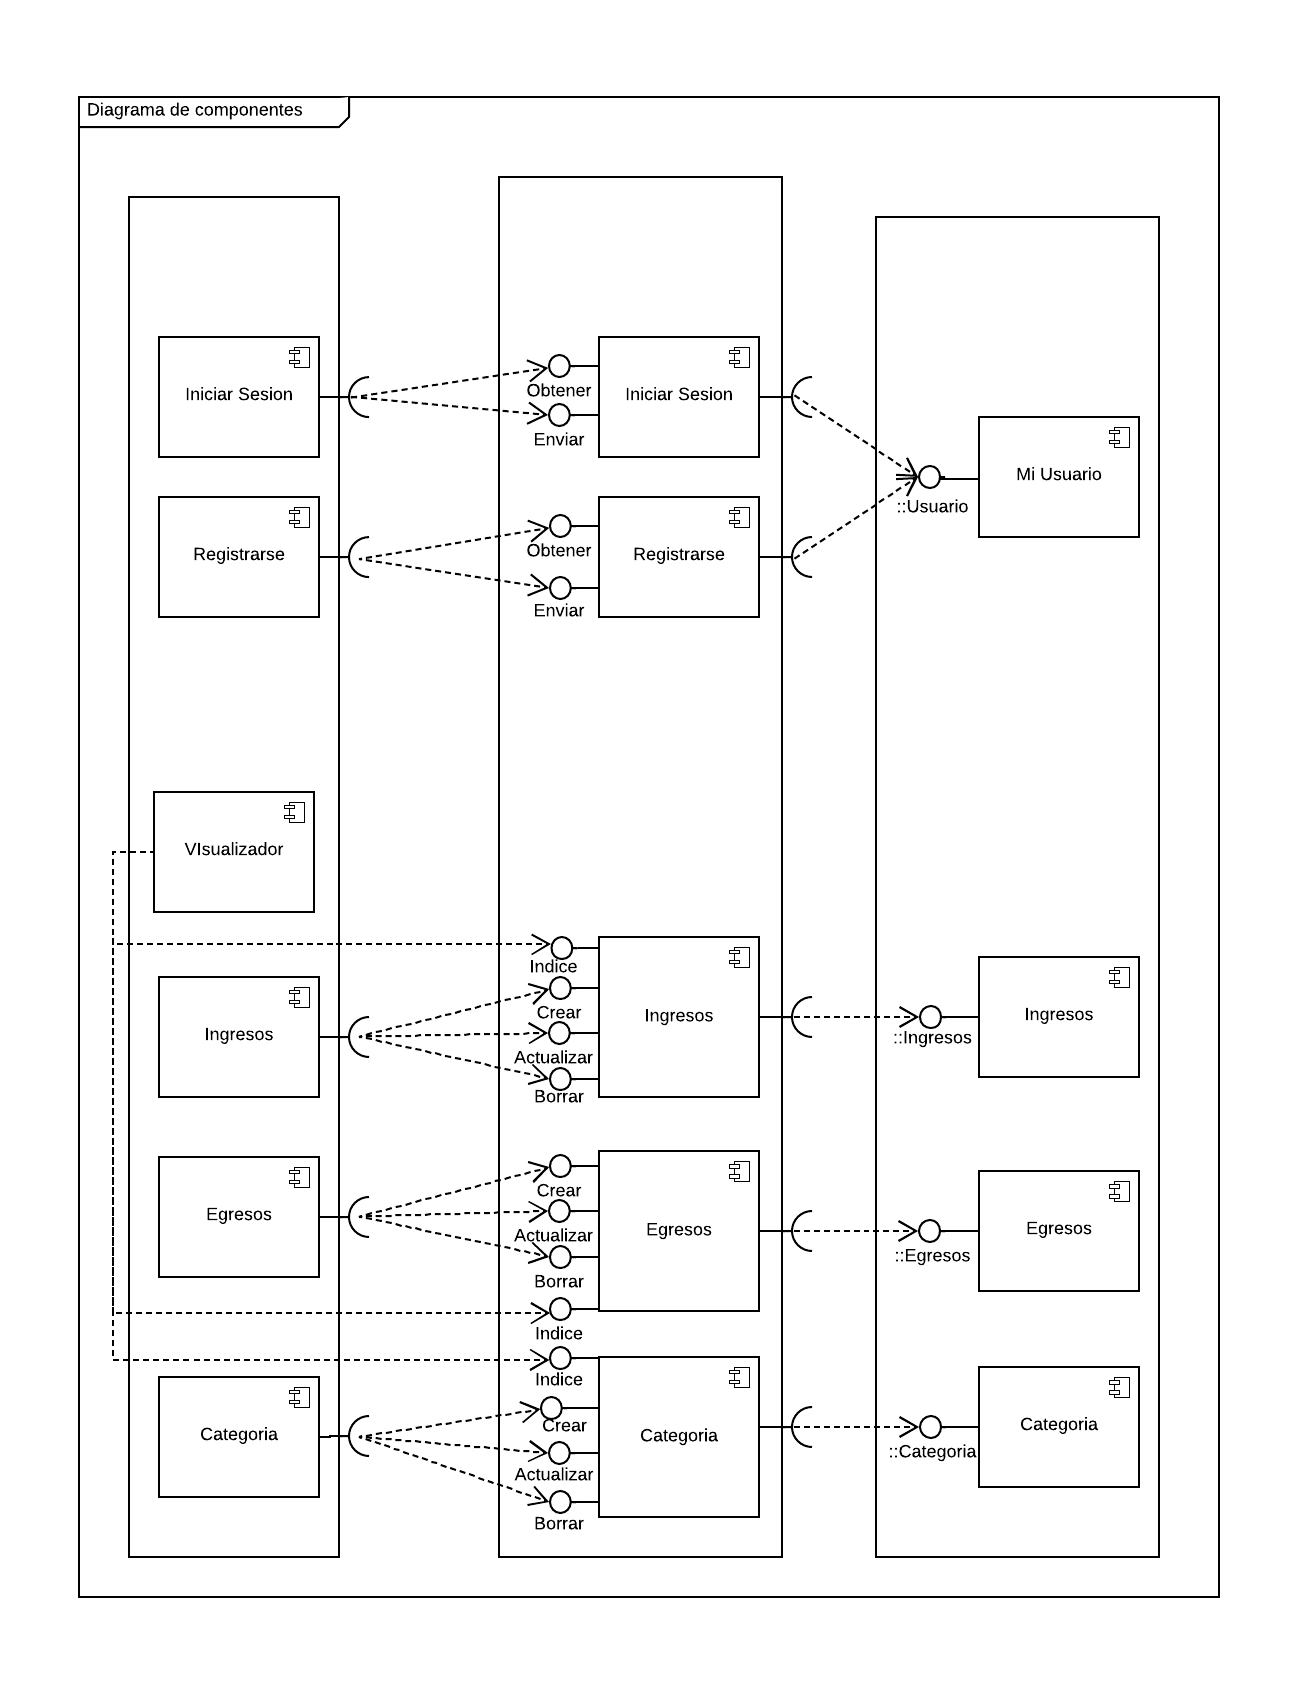 Diagrama de componentes
Iniciar Sesion
Obtener
Enviar
Iniciar Sesion
Mi Usuario
::Usuario
Registrarse
Obtener
Enviar
Registrarse
VIsualizador
Indice
Crear
Actualizar
Borrar
Ingresos
Ingresos
::Ingresos
Ingresos
Egresos
Crear
Actualizar
Borrar
Indice
Egresos
::Egresos
Egresos
Categoria
Indice
Crear
Actualizar
Borrar
Categoria
::Categoria
Categoria